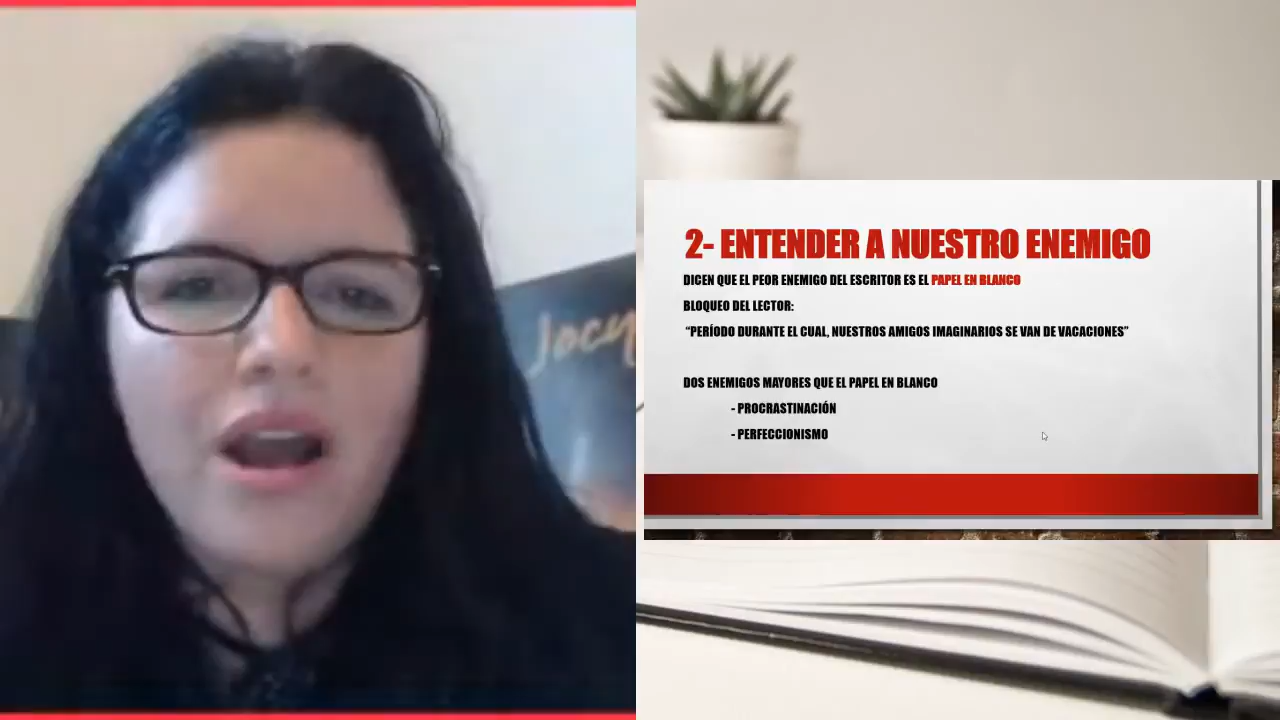 Jocy
2- ENTENDER A NUESTRO ENEMIGO
DICEN QUE EL PEOR ENEMIGO DEL ESCRITOR ES EL PAPEL EN BLANCO
BLOQUEO DEL LECTOR:
“PERÍODO DURANTE EL CUAL, NUESTROS AMIGOS IMAGINARIOS SE VAN DE VACACIONES”
DOS ENEMIGOS MAYORES QUE EL PAPEL EN BLANCO
- PROCRASTINACIÓN
- PERFECCIONISMO